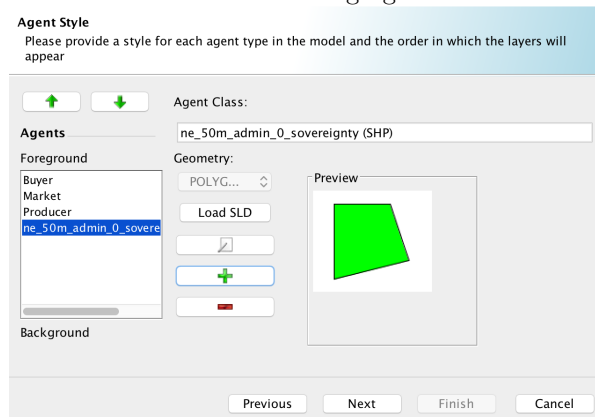 Agent Style
Please provide a style for each agent type in the model and the order in which the layers will
appear
Agent Class:
Agents
ne_50m_admin_0_sovereignty (SHP)
Foreground
Geometry:
Buyer
Market
Producer
ne_50m_admin_0_sovere
POLYG...
Preview
Load SLD
Background
Previous
Next
Finish
Cancel